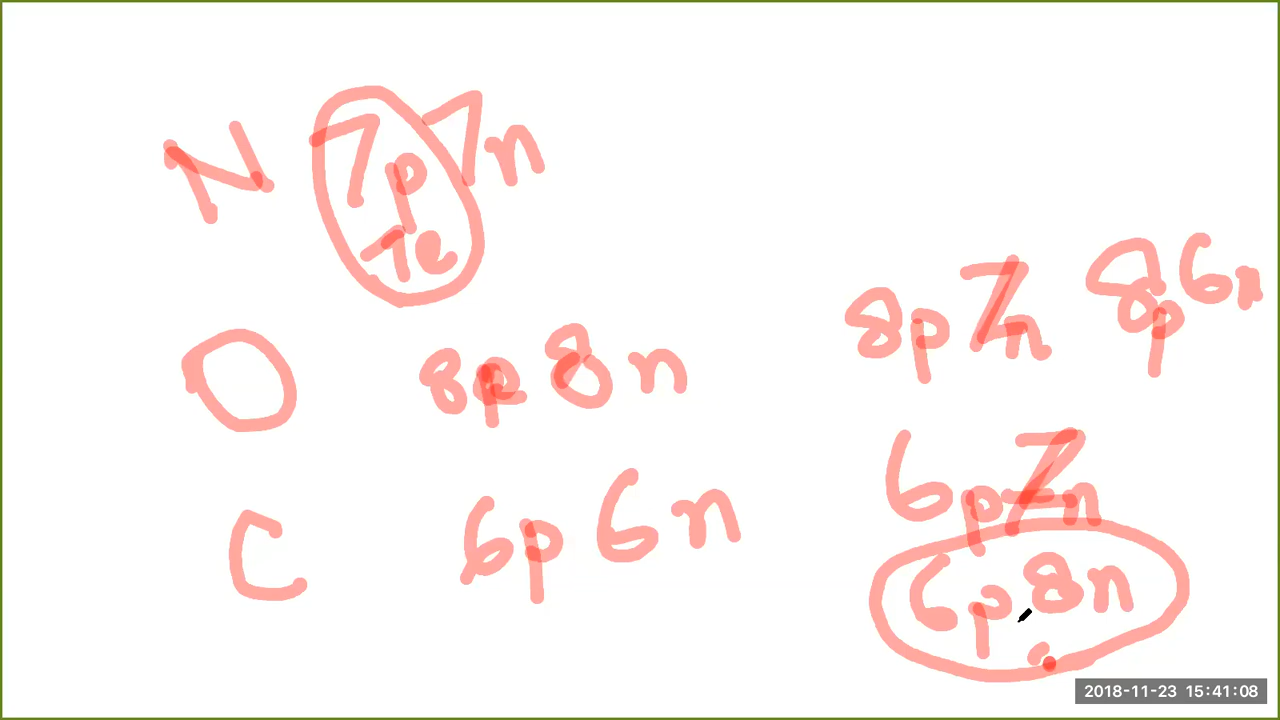 N 7p 7n
7e
8p 7n 8p 6n
O 8p 8n
6p 7n
C 6p 6n
6p 8n
2018-11-23 15:41:08